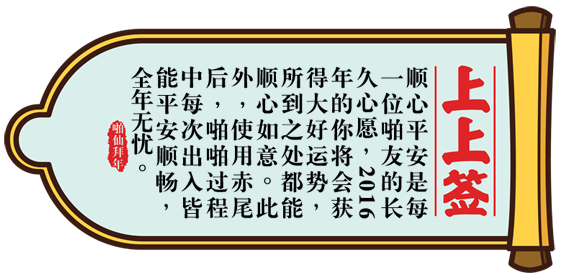 上上签
顺心平安是每
一位啪友的长
久心愿，2016
年的你将会获
得大好运势，
所到之处都能
顺心如意。此
外，使用赤尾
后，啪啪过程
中每次出入皆
能平安顺畅，
全年无忧。
啪仙拜年